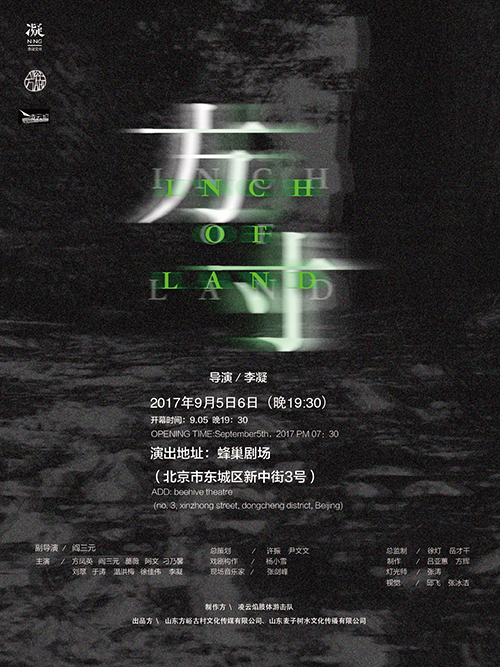 凝
NING
方
寸
INCH
OF
LAND
导演 / 李凝
2017年9月5日6日（晚19:30）
开幕时间：9.05 晚19：30
OPENING TIME:September5th，2017 PM 07：30
演出地址：蜂巢剧场
（北京市东城区新中街3号）
ADD: beehive theatre
(no. 3, xinzhong street, dongcheng district, Beijing)
副导演 / 阎三元
主演 / 方凤英 阎三元 蔷薇 阿文 刁乃馨
刘翠 于涛 温洪梅 徐佳伟 李凝
总策划 / 许振 尹文文
戏剧构作 / 杨小雪
现场音乐家 / 张剑峰
总监制 / 徐灯 岳才干
制作 / 吕亚蕙 方辉
灯光师 / 张涛
视觉 / 邱飞 张冰洁
制作方 \ 凌云焰肢体游击队
出品方 \ 山东方峪古村文化传媒有限公司、山东麦子树水文化传播有限公司